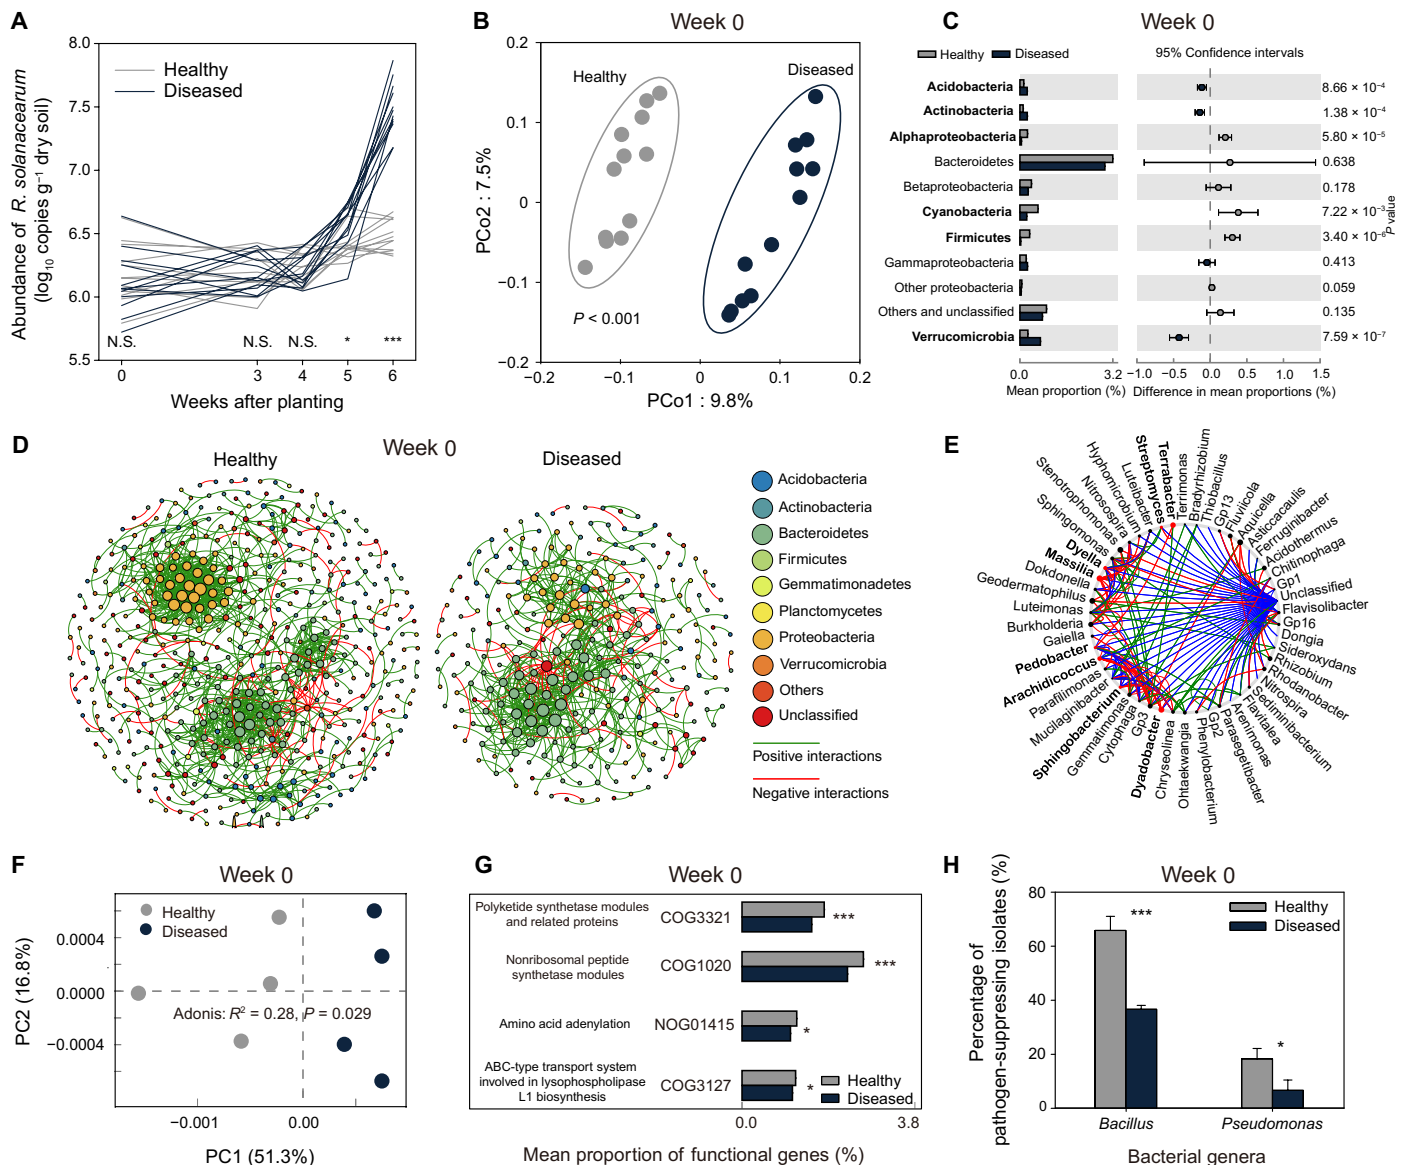 A
8.0
7.5
7.0
6.5
6.0
5.5
Healthy
Diseased
N.S.
N.S.
N.S.
*
***
0
3
4
5
6
Weeks after planting
Abundance of R. solanacearum
(log10 copies g−1 dry soil)
B
Week 0
0.2
0.1
0
−0.1
−0.2
Healthy
Diseased
P < 0.001
−0.2
−0.1
0
0.1
0.2
PCo1 : 9.8%
PCo2 : 7.5%
C
Week 0
Healthy
Diseased
95% Confidence intervals
Acidobacteria
8.66 × 10−4
Actinobacteria
1.38 × 10−4
Alphaproteobacteria
5.80 × 10−5
Bacteroidetes
0.638
Betaproteobacteria
0.178
Cyanobacteria
7.22 × 10−3
Firmicutes
3.40 × 10−6
Gammaproteobacteria
0.413
Other proteobacteria
0.059
Others and unclassified
0.135
Verrucomicrobia
7.59 × 10−7
P value
0.0
3.2
−1.0
−0.5
0.0
0.5
1.0
1.5
Mean proportion (%)
Difference in mean proportions (%)
D
Week 0
Healthy
Diseased
Acidobacteria
Actinobacteria
Bacteroidetes
Firmicutes
Gemmatimonadetes
Planctomycetes
Proteobacteria
Verrucomicrobia
Others
Unclassified
Positive interactions
Negative interactions
E
Terrabacter
Terrimonas
Bradyrhizobium
Thiobacillus
Gp13
Fluviicola
Aquicella
Asticcacaulis
Ferruginibacter
Acidothermus
Chitinophaga
Gp1
Unclassified
Flavisolibacter
Gp16
Dongia
Sideroxydans
Rhizobium
Rhodanobacter
Nitrospira
Sediminibacterium
Flavitalea
Arenimonas
Parasegetibacter
Gp2
Phenylobacterium
Ohtaekwangia
Chryseolinea
Dyadobacter
Gp3
Cytophaga
Gemmatimonas
Sphingobacterium
Mucilaginibacter
Parafilimonas
Arachidicoccus
Pedobacter
Gaiella
Burkholderia
Luteimonas
Geodermatophilus
Dokdonella
Massilia
Dyella
Sphingomonas
Stenotrophomonas
Nitrosospira
Hyphomicrobium
Luteibacter
Streptomyces
F
Week 0
Healthy
Diseased
0.0004
0.0000
−0.0004
Adonis: R2 = 0.28, P = 0.029
−0.001
0.00
PC1 (51.3%)
PC2 (16.8%)
G
Week 0
Polyketide synthetase modules
and related proteins
COG3321
***
Nonribosomal peptide
synthetase modules
COG1020
***
Amino acid adenylation
NOG01415
*
ABC-type transport system
involved in lysophospholipase
L1 biosynthesis
COG3127
*
Healthy
Diseased
0.0
3.8
Mean proportion of functional genes (%)
H
Week 0
80
60
40
20
0
Healthy
Diseased
***
*
Bacillus
Pseudomonas
Bacterial genera
Percentage of
pathogen-suppressing isolates (%)